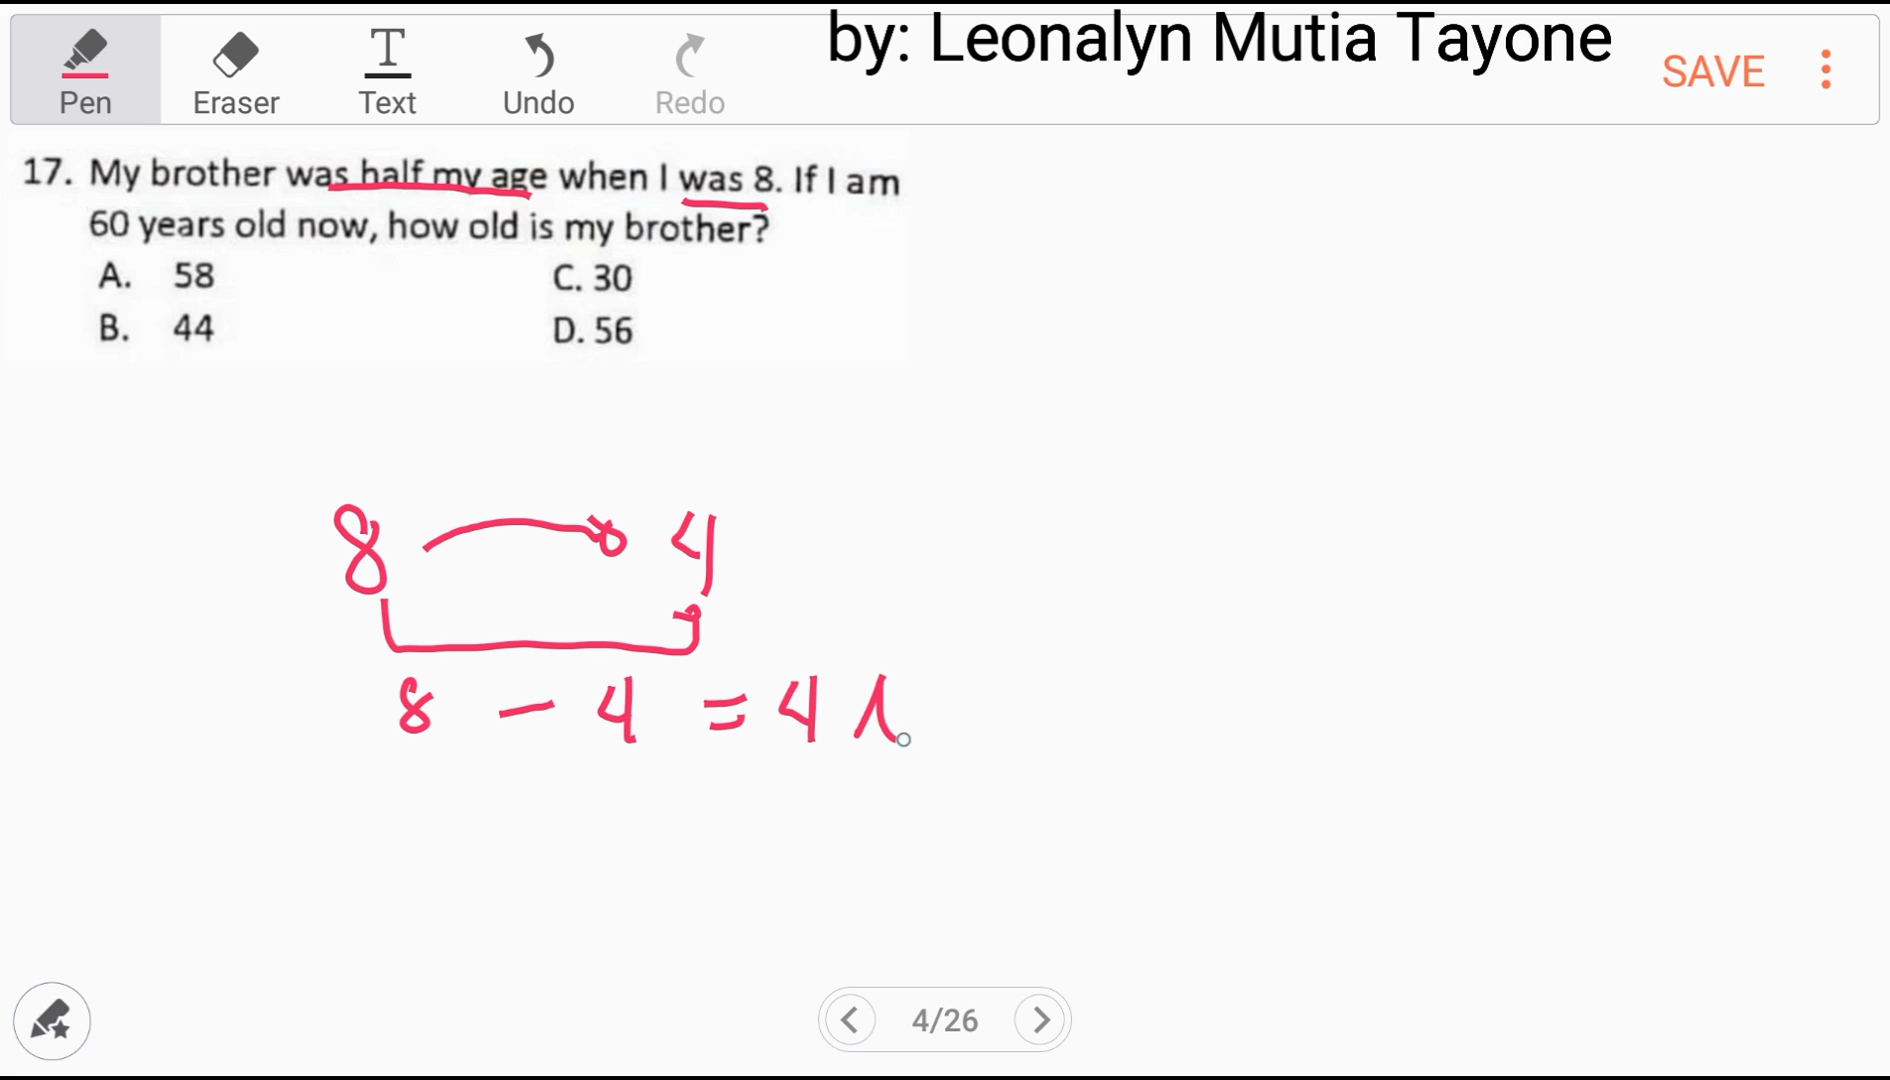 by: Leonalyn Mutia Tayone
Pen Eraser Text Undo Redo SAVE
17. My brother was half my age when I was 8. If I am
60 years old now, how old is my brother?
A. 58 C. 30
B. 44 D. 56
8 4
8 - 4 = 4
4/26